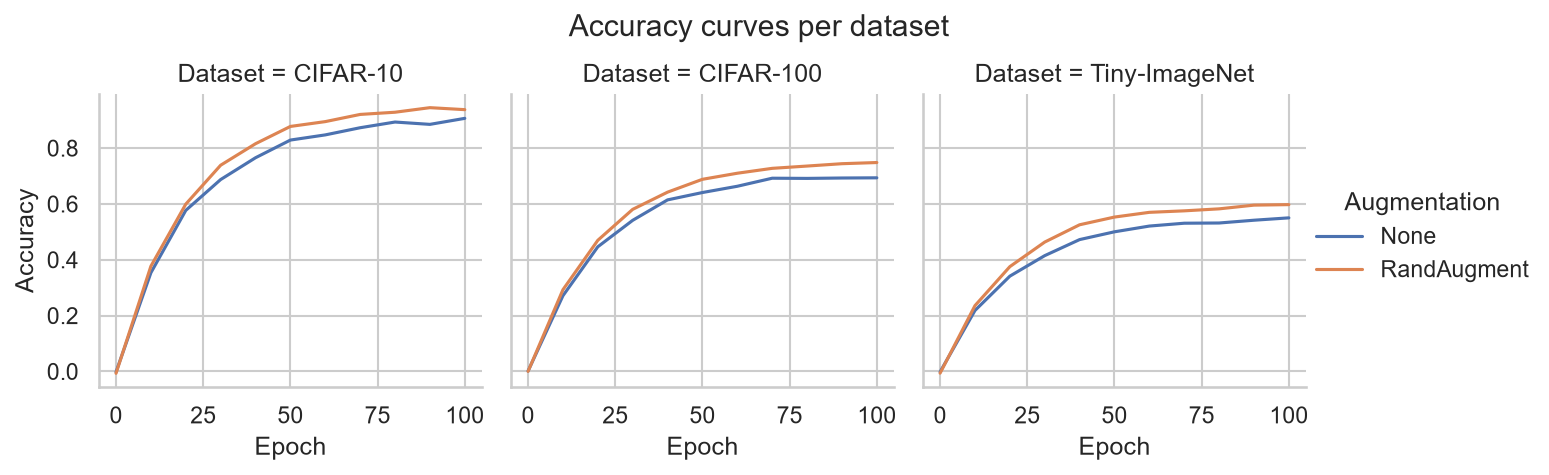 Accuracy curves per dataset
Dataset = CIFAR-10
Dataset = CIFAR-100
Dataset = Tiny-ImageNet
Accuracy
0.8
0.6
0.4
0.2
0.0
0 25 50 75 100
0 25 50 75 100
0 25 50 75 100
Epoch
Epoch
Epoch
Augmentation
None
RandAugment